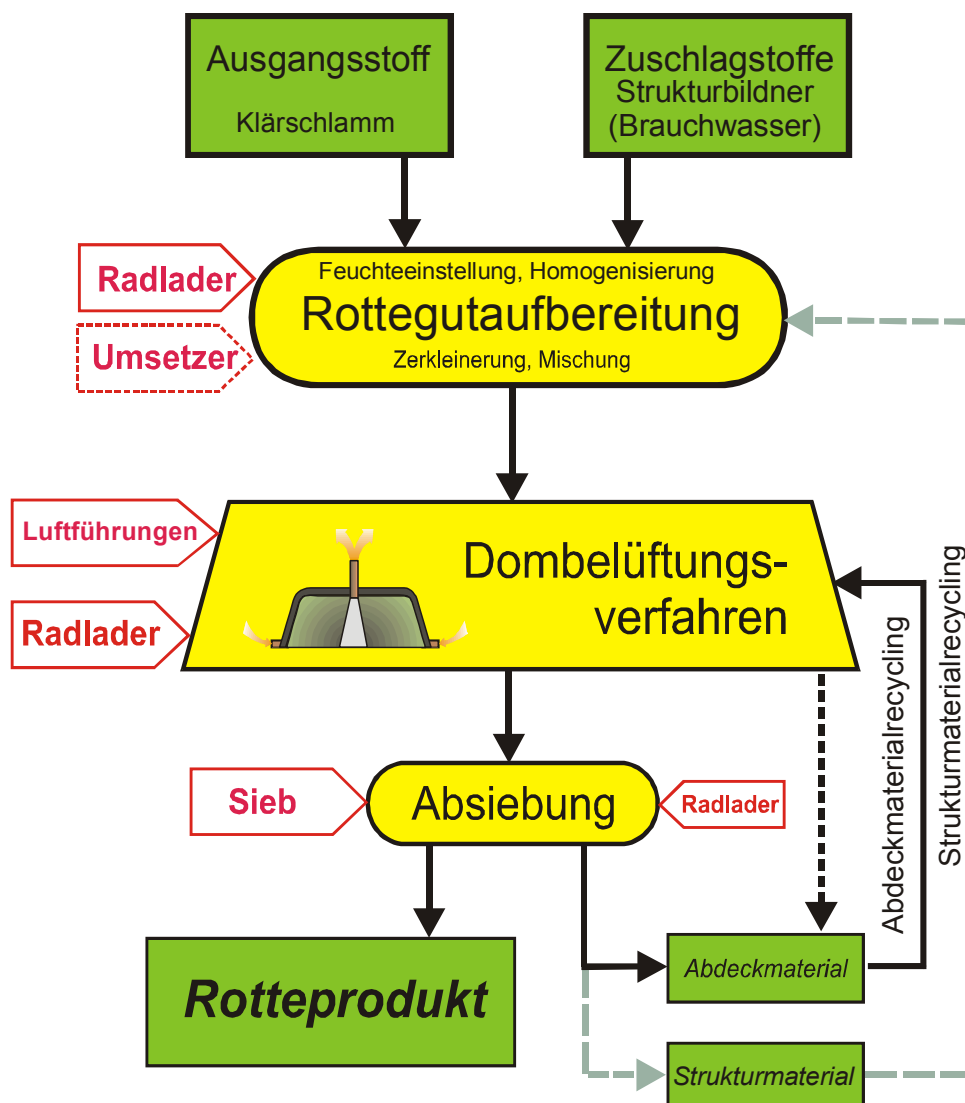 Ausgangsstoff
Klärschlamm
Zuschlagstoffe
Strukturbildner
(Brauchwasser)
Radlader
Umsetzer
Feuchteeinstellung, Homogenisierung
Rottegutaufbereitung
Zerkleinerung, Mischung
Luftführungen
Radlader
Dombelüftungs-
verfahren
Abdeckmaterialrecycling
Strukturmaterialrecycling
Sieb
Absiebung
Radlader
Rotteprodukt
Abdeckmaterial
Strukturmaterial